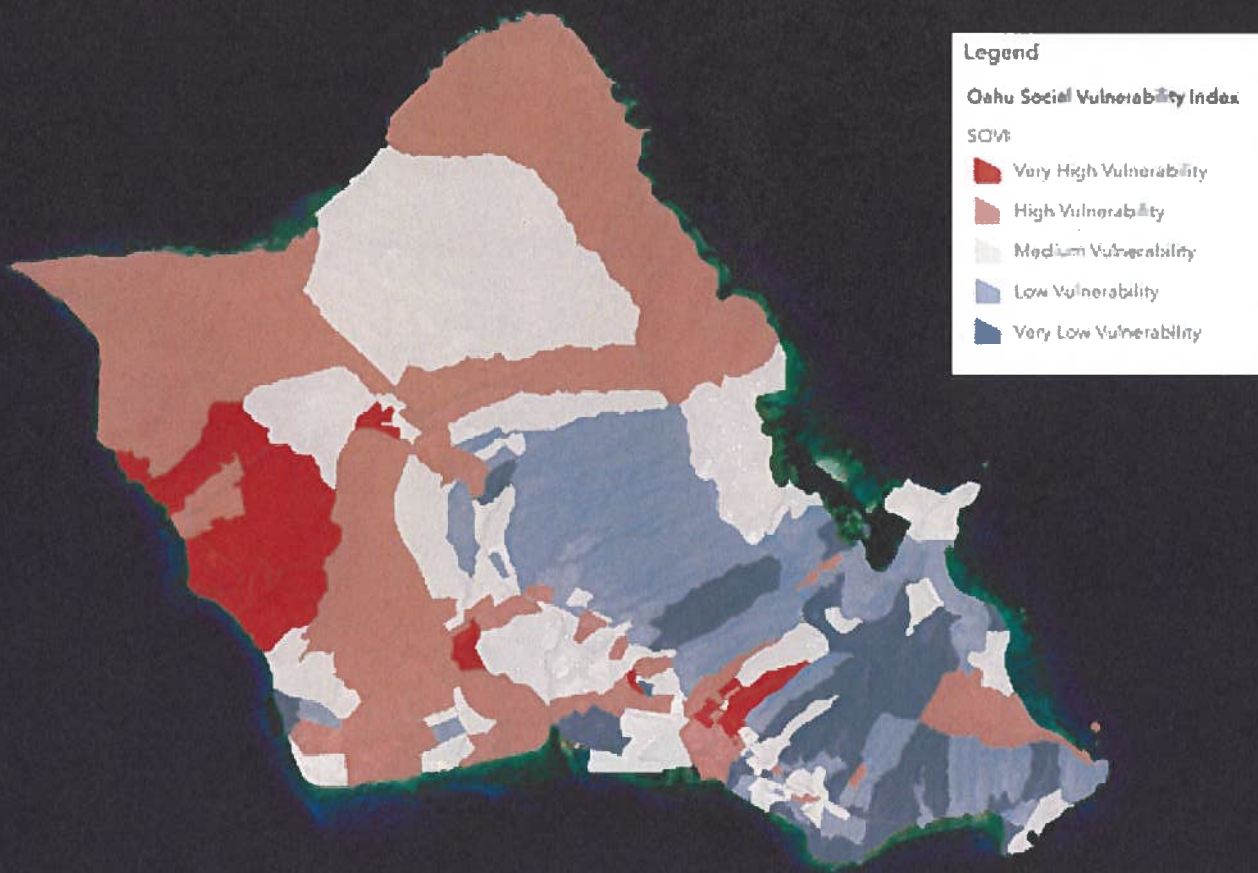 Legend
Oahu Social Vulnerability Index
SOVI
Very High Vulnerability
High Vulnerability
Medium Vulnerability
Low Vulnerability
Very Low Vulnerability